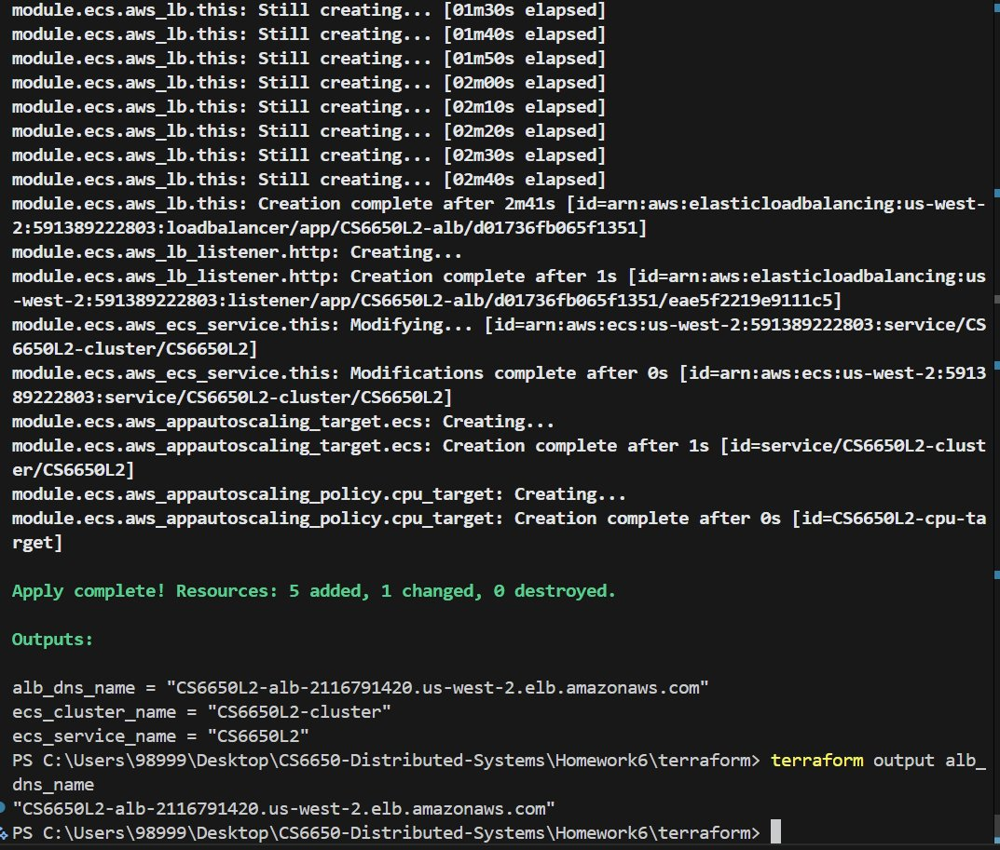 module.ecs.aws_lb.this: Still creating... [01m30s elapsed]
module.ecs.aws_lb.this: Still creating... [01m40s elapsed]
module.ecs.aws_lb.this: Still creating... [01m50s elapsed]
module.ecs.aws_lb.this: Still creating... [02m00s elapsed]
module.ecs.aws_lb.this: Still creating... [02m10s elapsed]
module.ecs.aws_lb.this: Still creating... [02m20s elapsed]
module.ecs.aws_lb.this: Still creating... [02m30s elapsed]
module.ecs.aws_lb.this: Still creating... [02m40s elapsed]
module.ecs.aws_lb.this: Creation complete after 2m41s [id=arn:aws:elasticloadbalancing:us-west-
2:591389222803:loadbalancer/app/CS6650L2-alb/d01736fb065f1351]
module.ecs.aws_lb_listener.http: Creating...
module.ecs.aws_lb_listener.http: Creation complete after 1s [id=arn:aws:elasticloadbalancing:us
-west-2:591389222803:listener/app/CS6650L2-alb/d01736fb065f1351/eae5f2219e9111c5]
module.ecs.aws_ecs_service.this: Modifying... [id=arn:aws:ecs:us-west-2:591389222803:service/CS
6650L2-cluster/CS6650L2]
module.ecs.aws_ecs_service.this: Modifications complete after 0s [id=arn:aws:ecs:us-west-2:5913
89222803:service/CS6650L2-cluster/CS6650L2]
module.ecs.aws_appautoscaling_target.ecs: Creating...
module.ecs.aws_appautoscaling_target.ecs: Creation complete after 1s [id=service/CS6650L2-clust
er/CS6650L2]
module.ecs.aws_appautoscaling_policy.cpu_target: Creating...
module.ecs.aws_appautoscaling_policy.cpu_target: Creation complete after 0s [id=CS6650L2-cpu-ta
rget]
Apply complete! Resources: 5 added, 1 changed, 0 destroyed.
Outputs:
alb_dns_name = "CS6650L2-alb-2116791420.us-west-2.elb.amazonaws.com"
ecs_cluster_name = "CS6650L2-cluster"
ecs_service_name = "CS6650L2"
PS C:\Users\98999\Desktop\CS6650-Distributed-Systems\Homework6\terraform> terraform output alb_
dns_name
"CS6650L2-alb-2116791420.us-west-2.elb.amazonaws.com"
PS C:\Users\98999\Desktop\CS6650-Distributed-Systems\Homework6\terraform>